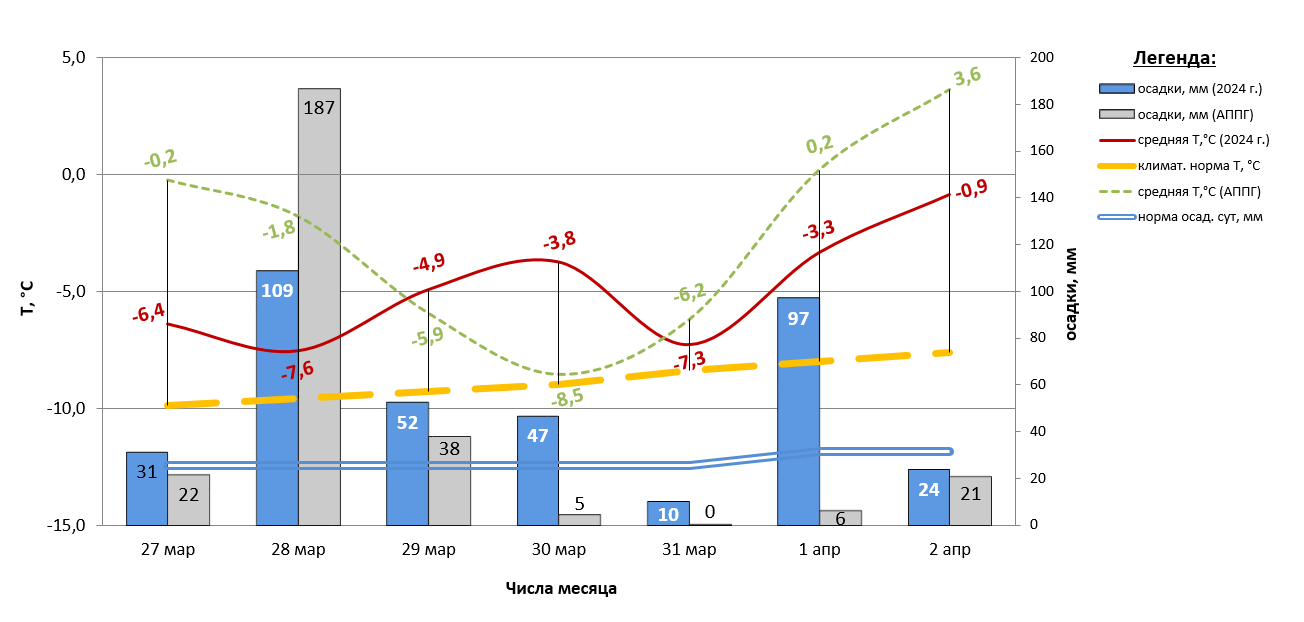 Легенда:
осадки, мм (2024 г.)
осадки, мм (АППГ)
средняя Т,°С (2024 г.)
климат. норма Т, °С
средняя Т,°С (АППГ)
норма осад. сут, мм
Т, °С
5,0
0,0
-5,0
-10,0
-15,0
осадки, мм
200
180
160
140
120
100
80
60
40
20
0
-0,2
-1,8
-5,9
-8,5
-6,2
0,2
3,6
-6,4
-7,6
-4,9
-3,8
-7,3
-3,3
-0,9
31
22
109
187
52
38
47
5
10
0
97
6
24
21
27 мар
28 мар
29 мар
30 мар
31 мар
1 апр
2 апр
Числа месяца